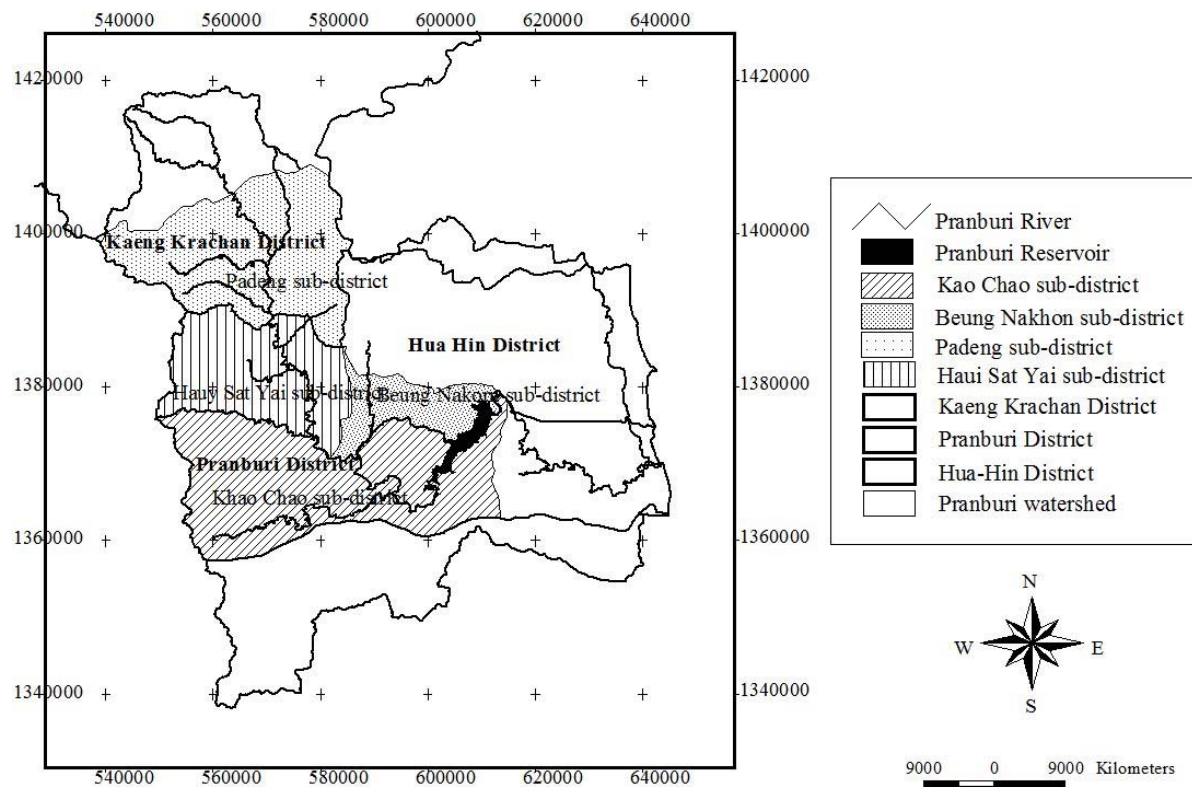 540000 560000 580000 600000 620000 640000
1420000 1420000
1400000 1400000
Kaeng Krachan District
Padeng sub-district
Hua Hin District
1380000 1380000
Hauy Sat Yai sub-district
Beung Nakorn sub-district
Pranburi District
Khao Chao sub-district
1360000 1360000
1340000 1340000
540000 560000 580000 600000 620000 640000
Pranburi River
Pranburi Reservoir
Kao Chao sub-district
Beung Nakhon sub-district
Padeng sub-district
Haui Sat Yai sub-district
Kaeng Krachan District
Pranburi District
Hua-Hin District
Pranburi watershed
N
W E
S
9000 0 9000 Kilometers